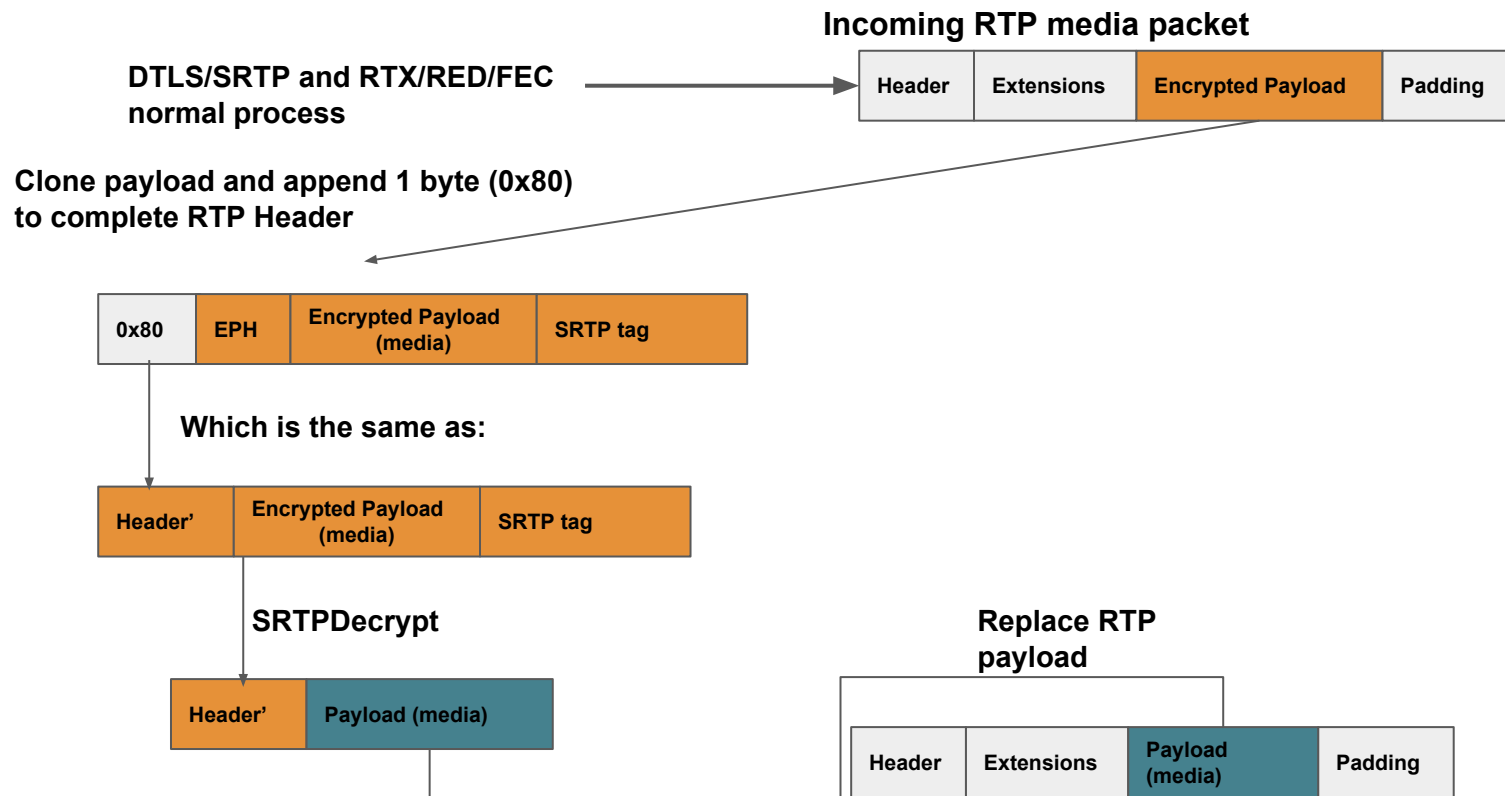 Incoming RTP media packet
DTLS/SRTP and RTX/RED/FEC
normal process
Header
Extensions
Encrypted Payload
Padding
Clone payload and append 1 byte (0x80)
to complete RTP Header
0x80
EPH
Encrypted Payload
(media)
SRTP tag
Which is the same as:
Header’
Encrypted Payload
(media)
SRTP tag
SRTPDecrypt
Header’
Payload (media)
Replace RTP
payload
Header
Extensions
Payload
(media)
Padding